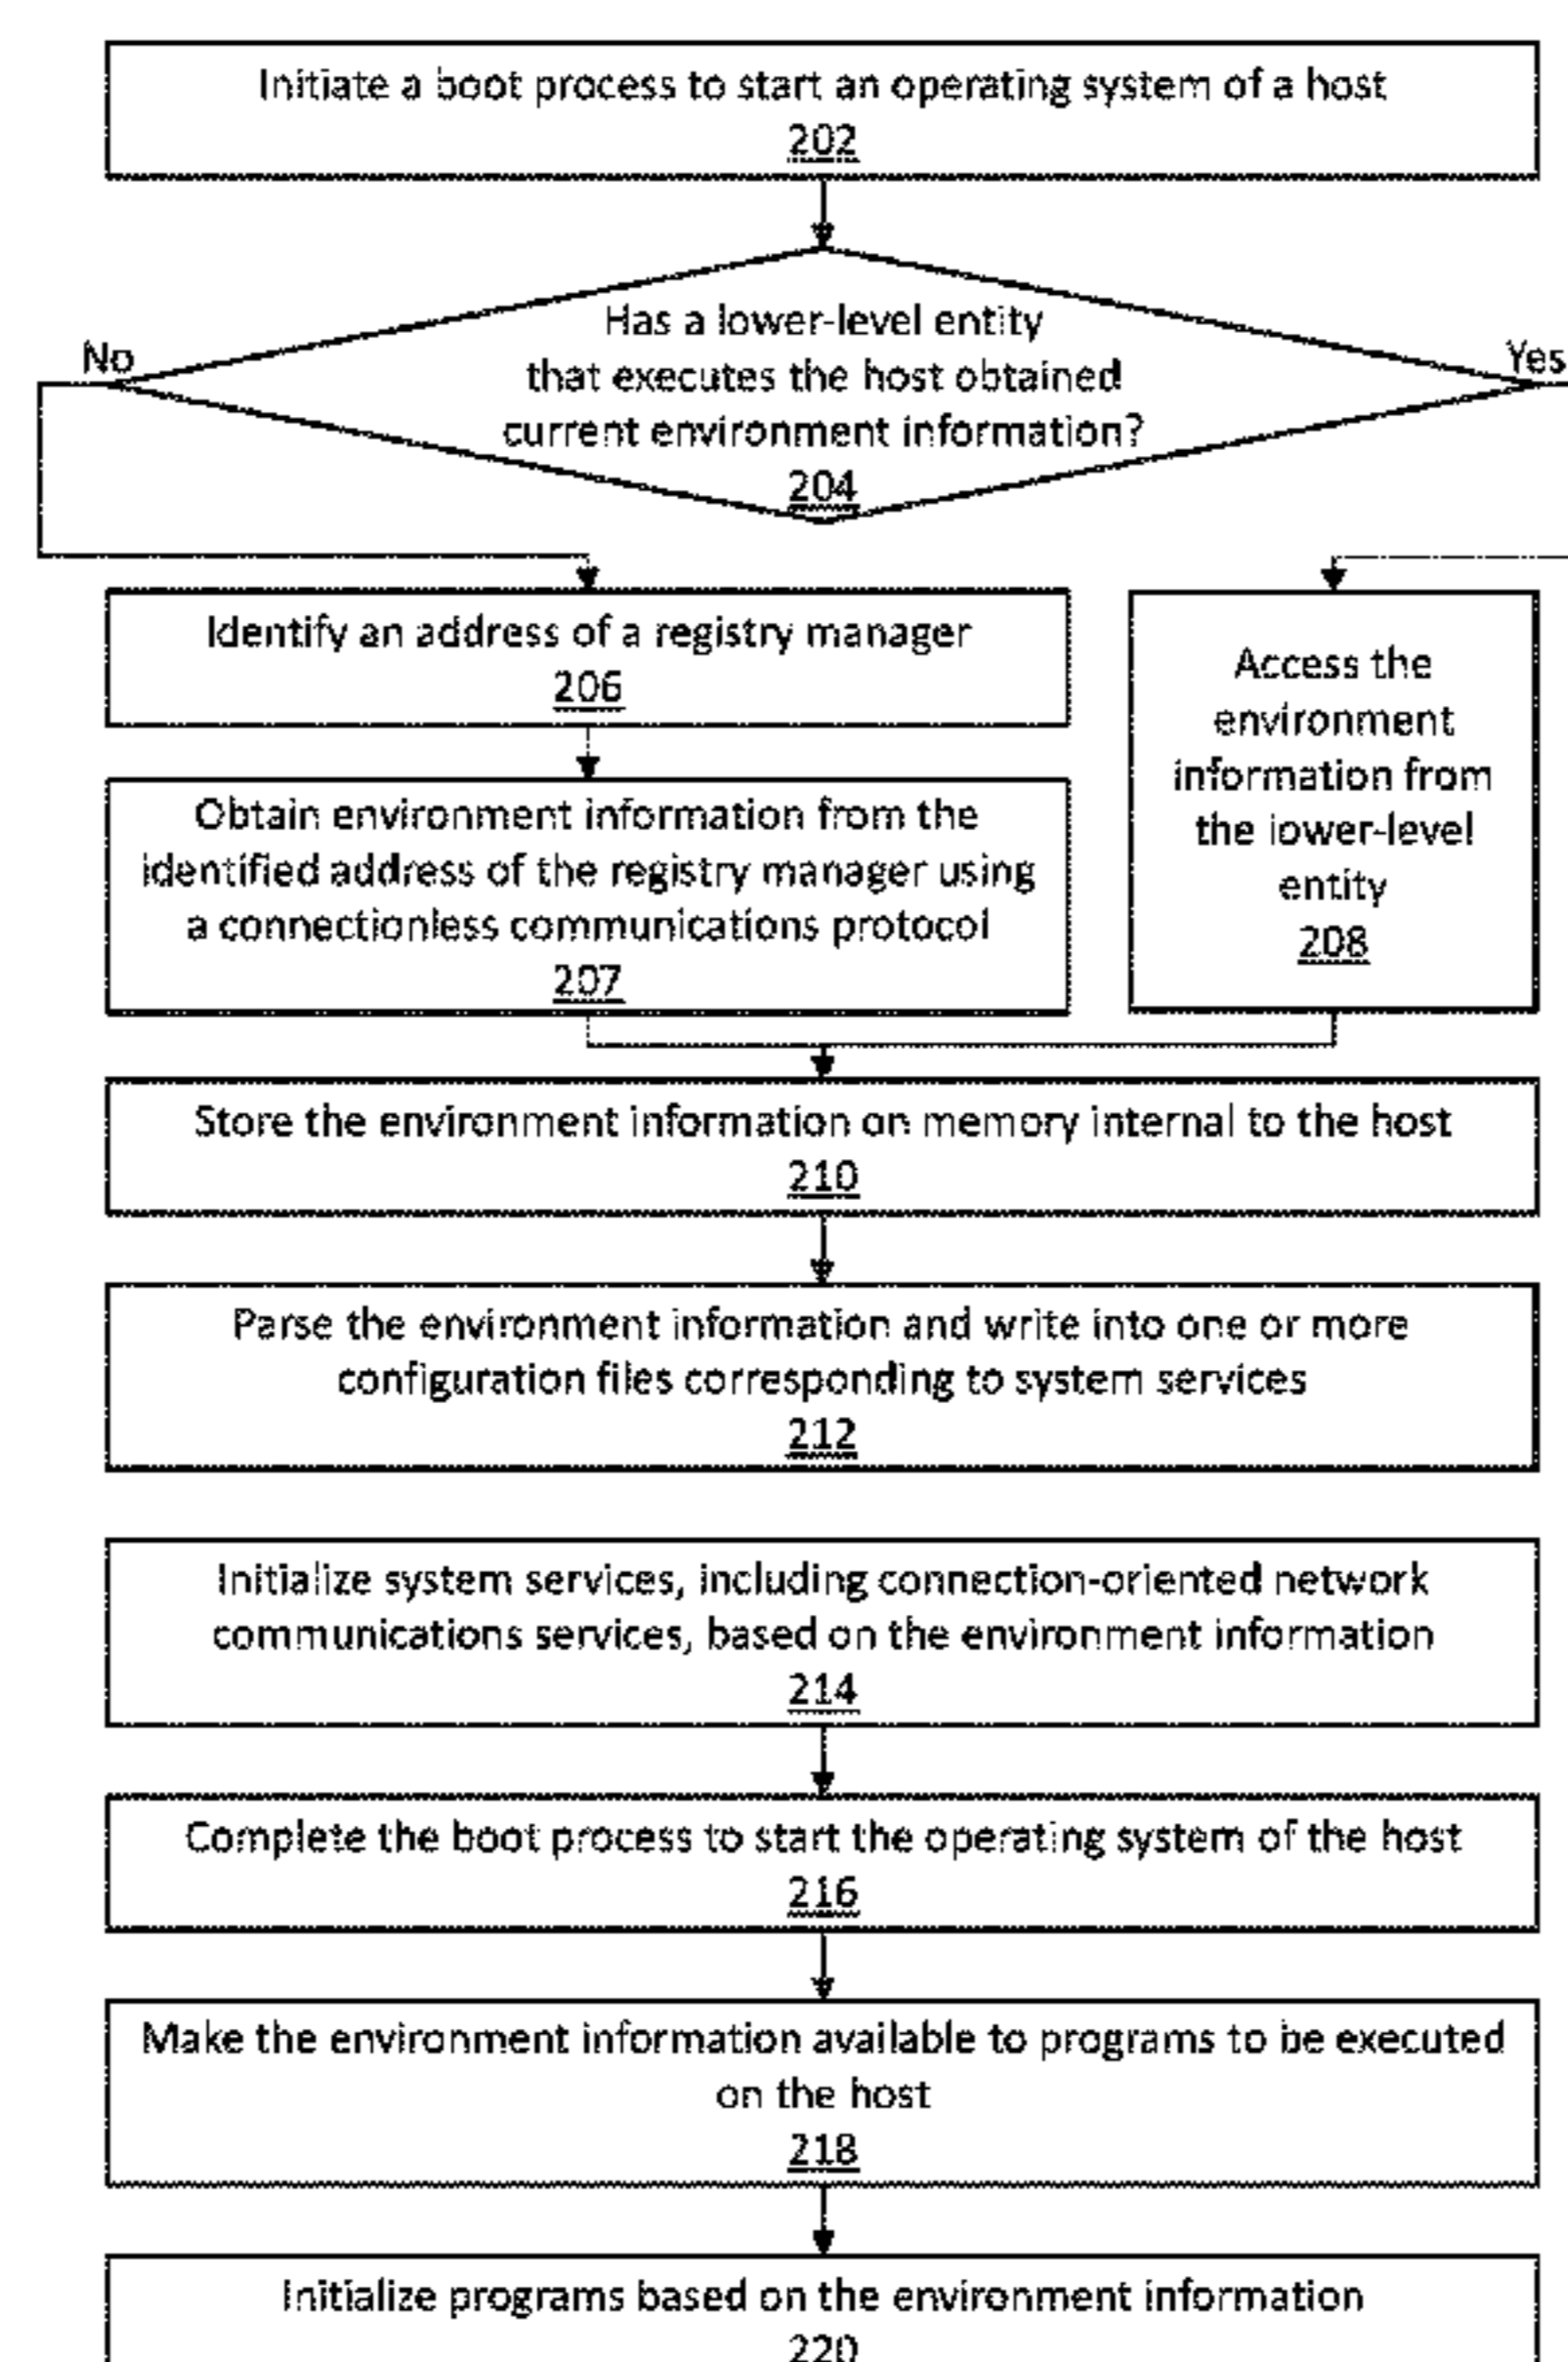 Initiate a boot process to start an operating system of a host
202
Has a lower-level entity
that executes the host obtained
current environment information?
204
No
Yes
Identify an address of a registry manager
206
Obtain environment information from the
identified address of the registry manager using
a connectionless communications protocol
207
Access the
environment
information from
the lower-level
entity
208
Store the environment information on memory internal to the host
210
Parse the environment information and write into one or more
configuration files corresponding to system services
212
Initialize system services, including connection-oriented network
communications services, based on the environment information
214
Complete the boot process to start the operating system of the host
216
Make the environment information available to programs to be executed
on the host
218
Initialize programs based on the environment information
220